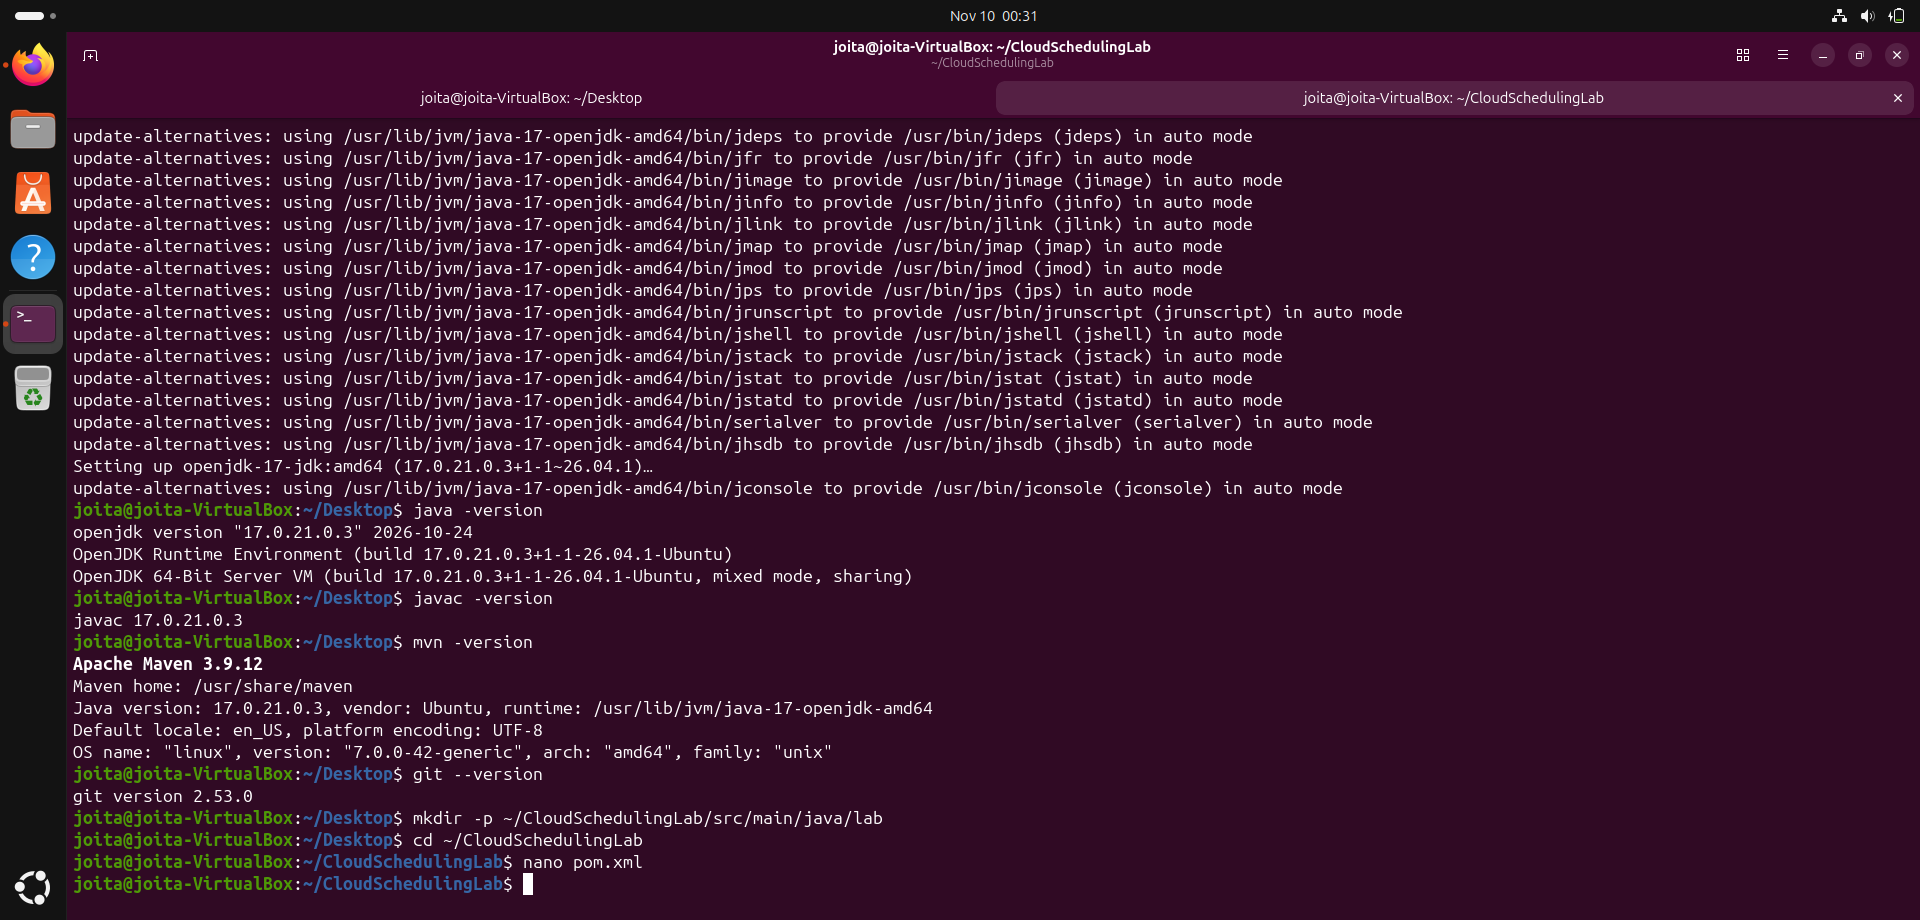 Nov 10 00:31
joita@joita-VirtualBox: ~/CloudSchedulingLab
~/CloudSchedulingLab
joita@joita-VirtualBox: ~/Desktop
joita@joita-VirtualBox: ~/CloudSchedulingLab
update-alternatives: using /usr/lib/jvm/java-17-openjdk-amd64/bin/jdeps to provide /usr/bin/jdeps (jdeps) in auto mode
update-alternatives: using /usr/lib/jvm/java-17-openjdk-amd64/bin/jfr to provide /usr/bin/jfr (jfr) in auto mode
update-alternatives: using /usr/lib/jvm/java-17-openjdk-amd64/bin/jimage to provide /usr/bin/jimage (jimage) in auto mode
update-alternatives: using /usr/lib/jvm/java-17-openjdk-amd64/bin/jinfo to provide /usr/bin/jinfo (jinfo) in auto mode
update-alternatives: using /usr/lib/jvm/java-17-openjdk-amd64/bin/jlink to provide /usr/bin/jlink (jlink) in auto mode
update-alternatives: using /usr/lib/jvm/java-17-openjdk-amd64/bin/jmap to provide /usr/bin/jmap (jmap) in auto mode
update-alternatives: using /usr/lib/jvm/java-17-openjdk-amd64/bin/jmod to provide /usr/bin/jmod (jmod) in auto mode
update-alternatives: using /usr/lib/jvm/java-17-openjdk-amd64/bin/jps to provide /usr/bin/jps (jps) in auto mode
update-alternatives: using /usr/lib/jvm/java-17-openjdk-amd64/bin/jrunscript to provide /usr/bin/jrunscript (jrunscript) in auto mode
update-alternatives: using /usr/lib/jvm/java-17-openjdk-amd64/bin/jshell to provide /usr/bin/jshell (jshell) in auto mode
update-alternatives: using /usr/lib/jvm/java-17-openjdk-amd64/bin/jstack to provide /usr/bin/jstack (jstack) in auto mode
update-alternatives: using /usr/lib/jvm/java-17-openjdk-amd64/bin/jstat to provide /usr/bin/jstat (jstat) in auto mode
update-alternatives: using /usr/lib/jvm/java-17-openjdk-amd64/bin/jstatd to provide /usr/bin/jstatd (jstatd) in auto mode
update-alternatives: using /usr/lib/jvm/java-17-openjdk-amd64/bin/serialver to provide /usr/bin/serialver (serialver) in auto mode
update-alternatives: using /usr/lib/jvm/java-17-openjdk-amd64/bin/jhsdb to provide /usr/bin/jhsdb (jhsdb) in auto mode
Setting up openjdk-17-jdk:amd64 (17.0.21.0.3+1-1~26.04.1)…
update-alternatives: using /usr/lib/jvm/java-17-openjdk-amd64/bin/jconsole to provide /usr/bin/jconsole (jconsole) in auto mode
joita@joita-VirtualBox:~/Desktop$ java -version
openjdk version "17.0.21.0.3" 2026-10-24
OpenJDK Runtime Environment (build 17.0.21.0.3+1-1-26.04.1-Ubuntu)
OpenJDK 64-Bit Server VM (build 17.0.21.0.3+1-1-26.04.1-Ubuntu, mixed mode, sharing)
joita@joita-VirtualBox:~/Desktop$ javac -version
javac 17.0.21.0.3
joita@joita-VirtualBox:~/Desktop$ mvn -version
Apache Maven 3.9.12
Maven home: /usr/share/maven
Java version: 17.0.21.0.3, vendor: Ubuntu, runtime: /usr/lib/jvm/java-17-openjdk-amd64
Default locale: en_US, platform encoding: UTF-8
OS name: "linux", version: "7.0.0-42-generic", arch: "amd64", family: "unix"
joita@joita-VirtualBox:~/Desktop$ git --version
git version 2.53.0
joita@joita-VirtualBox:~/Desktop$ mkdir -p ~/CloudSchedulingLab/src/main/java/lab
joita@joita-VirtualBox:~/Desktop$ cd ~/CloudSchedulingLab
joita@joita-VirtualBox:~/CloudSchedulingLab$ nano pom.xml
joita@joita-VirtualBox:~/CloudSchedulingLab$